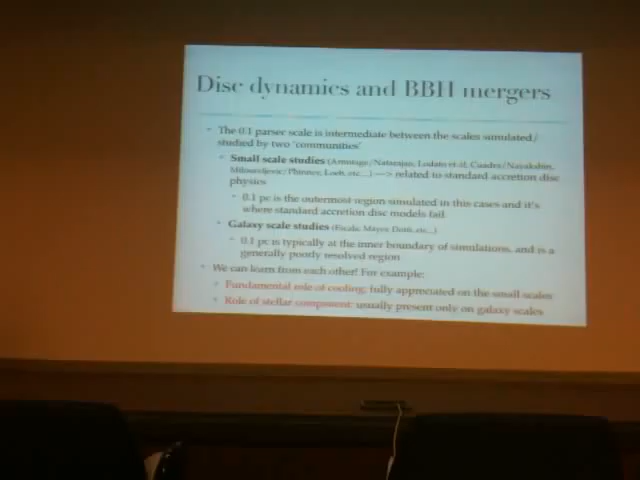 Disc dynamics and BBH mergers
The 0.1 parsec scale is intermediate between the scales simulated/
studied by two 'communities'
Small scale studies (Armitage/Natarajan, Lodato et al, Cuadra/Nayakshin,
Milosavljevic/Phinney, Loeb, etc...) —> related to standard accretion disc
physics
0.1 pc is the outermost region simulated in this cases and it's
where standard accretion disc models fail
Galaxy scale studies (Escala, Mayer, Dotti, etc...)
0.1 pc is typically at the inner boundary of simulations, and is a
generally poorly resolved region
We can learn from each other! For example:
Fundamental role of cooling: fully appreciated on the small scales
Role of stellar component: usually present only on galaxy scales